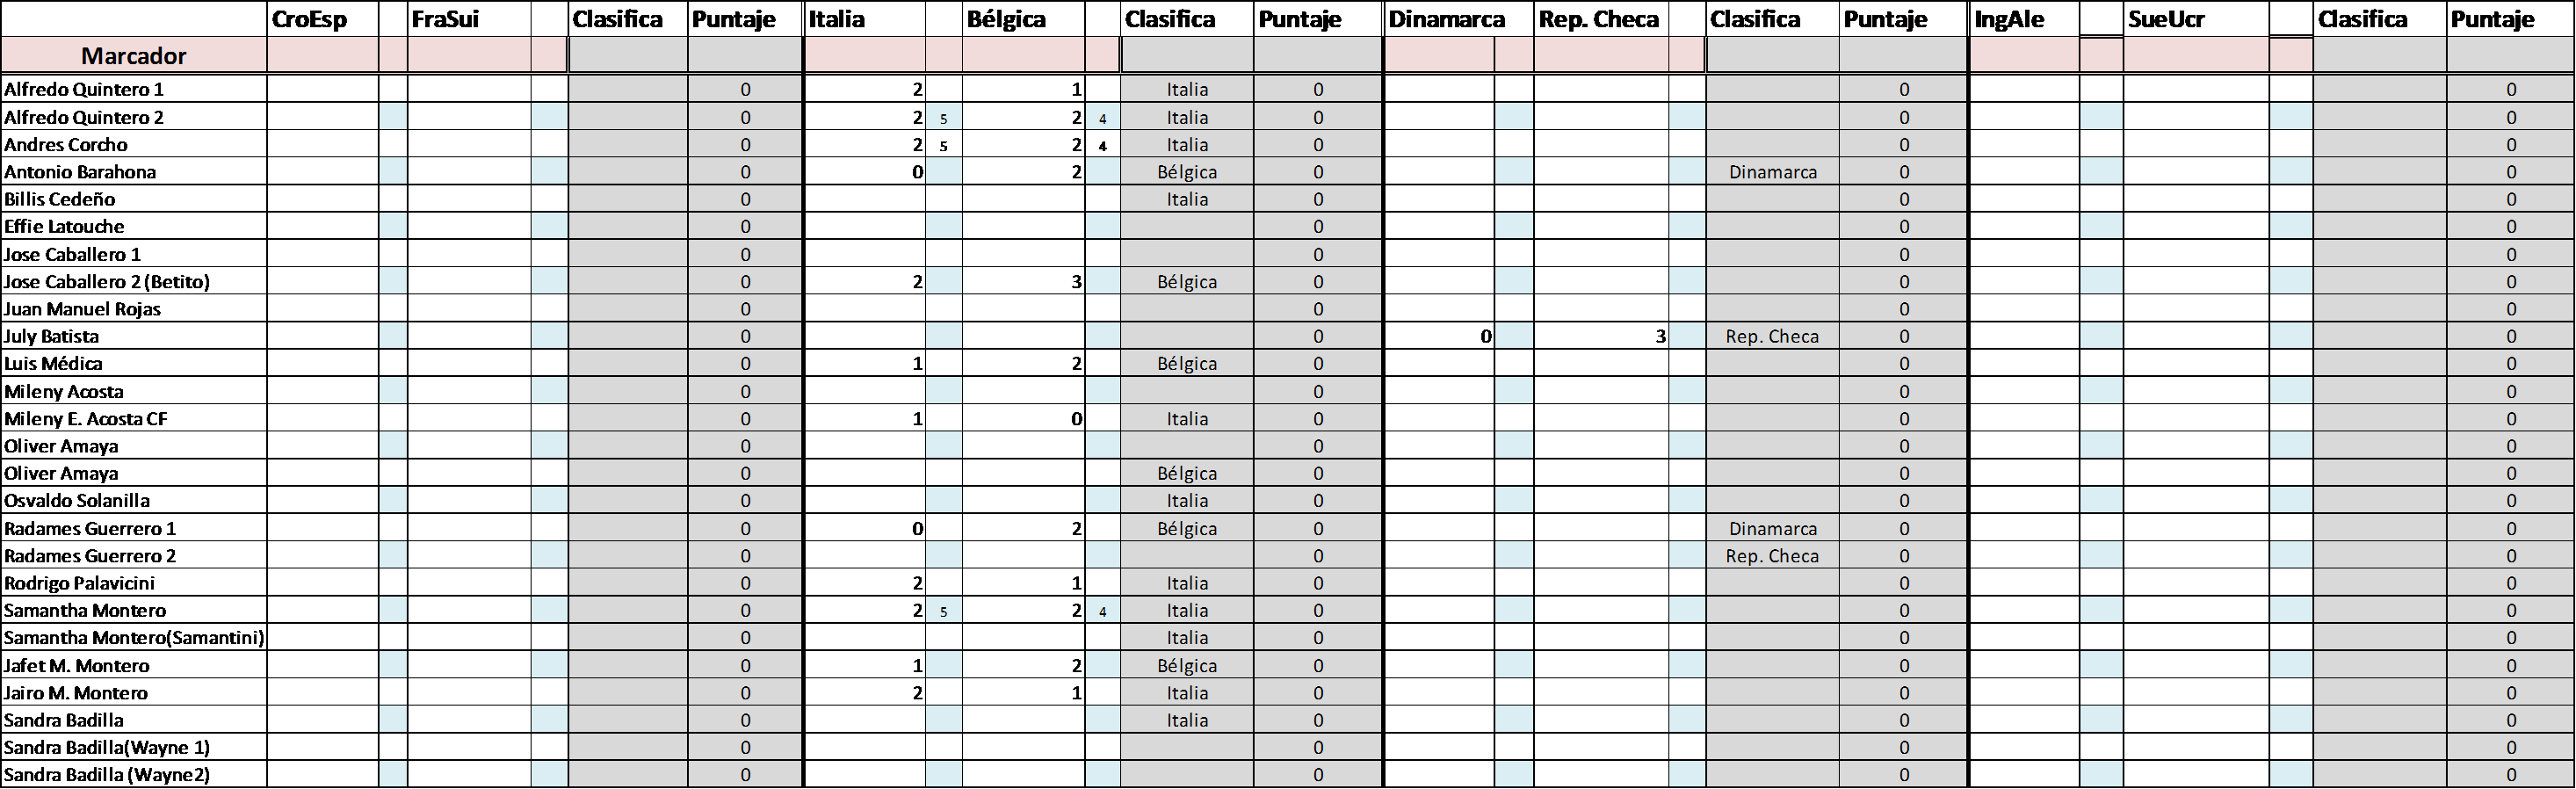 CroEsp FraSui Clasifica Puntaje Italia Bélgica Clasifica Puntaje Dinamarca Rep. Checa Clasifica Puntaje IngAle SueUcr Clasifica Puntaje
Marcador
Alfredo Quintero 1 0 2 1 Italia 0 0 0
Alfredo Quintero 2 0 2 5 2 4 Italia 0 0 0
Andres Corcho 0 2 5 2 4 Italia 0 0 0
Antonio Barahona 0 0 2 Bélgica 0 Dinamarca 0 0
Billis Cedeño 0 Italia 0 0 0
Effie Latouche 0 0 0 0
Jose Caballero 1 0 0 0 0
Jose Caballero 2 (Betito) 0 2 3 Bélgica 0 0 0
Juan Manuel Rojas 0 0 0 0
July Batista 0 0 0 3 Rep. Checa 0 0
Luis Médica 0 1 2 Bélgica 0 0 0
Mileny Acosta 0 0 0 0
Mileny E. Acosta CF 0 1 0 Italia 0 0 0
Oliver Amaya 0 0 0 0
Oliver Amaya 0 Bélgica 0 0 0
Osvaldo Solanilla 0 Italia 0 0 0
Radames Guerrero 1 0 0 2 Bélgica 0 Dinamarca 0 0
Radames Guerrero 2 0 0 Rep. Checa 0 0
Rodrigo Palavicini 0 2 1 Italia 0 0 0
Samantha Montero 0 2 5 2 4 Italia 0 0 0
Samantha Montero(Samantini) 0 Italia 0 0 0
Jafet M. Montero 0 1 2 Bélgica 0 0 0
Jairo M. Montero 0 2 1 Italia 0 0 0
Sandra Badilla 0 Italia 0 0 0
Sandra Badilla(Wayne 1) 0 0 0 0
Sandra Badilla (Wayne2) 0 0 0 0